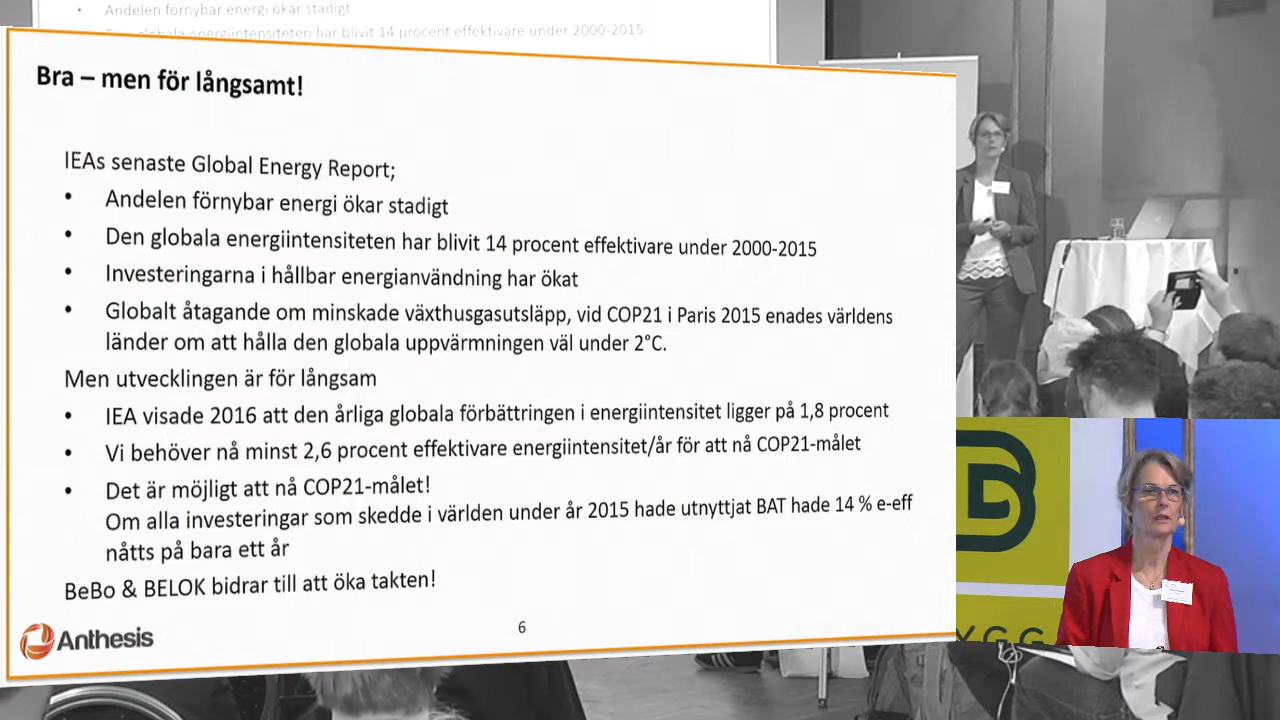 Andelen förnybar energi ökar stadigt
globala energiintensiteten har blivit 14 procent effektivare under 2000-2015
Bra – men för långsamt!
IEAs senaste Global Energy Report;
• Andelen förnybar energi ökar stadigt
• Den globala energiintensiteten har blivit 14 procent effektivare under 2000-2015
• Investeringarna i hållbar energianvändning har ökat
• Globalt åtagande om minskade växthusgasutsläpp, vid COP21 i Paris 2015 enades världens
länder om att hålla den globala uppvärmningen väl under 2°C.
Men utvecklingen är för långsam
• IEA visade 2016 att den årliga globala förbättringen i energiintensitet ligger på 1,8 procent
• Vi behöver nå minst 2,6 procent effektivare energiintensitet/år för att nå COP21-målet
• Det är möjligt att nå COP21-målet!
Om alla investeringar som skedde i världen under år 2015 hade utnyttjat BAT hade 14 % e-eff
nåtts på bara ett år
BeBo & BELOK bidrar till att öka takten!
Anthesis
6
YGG